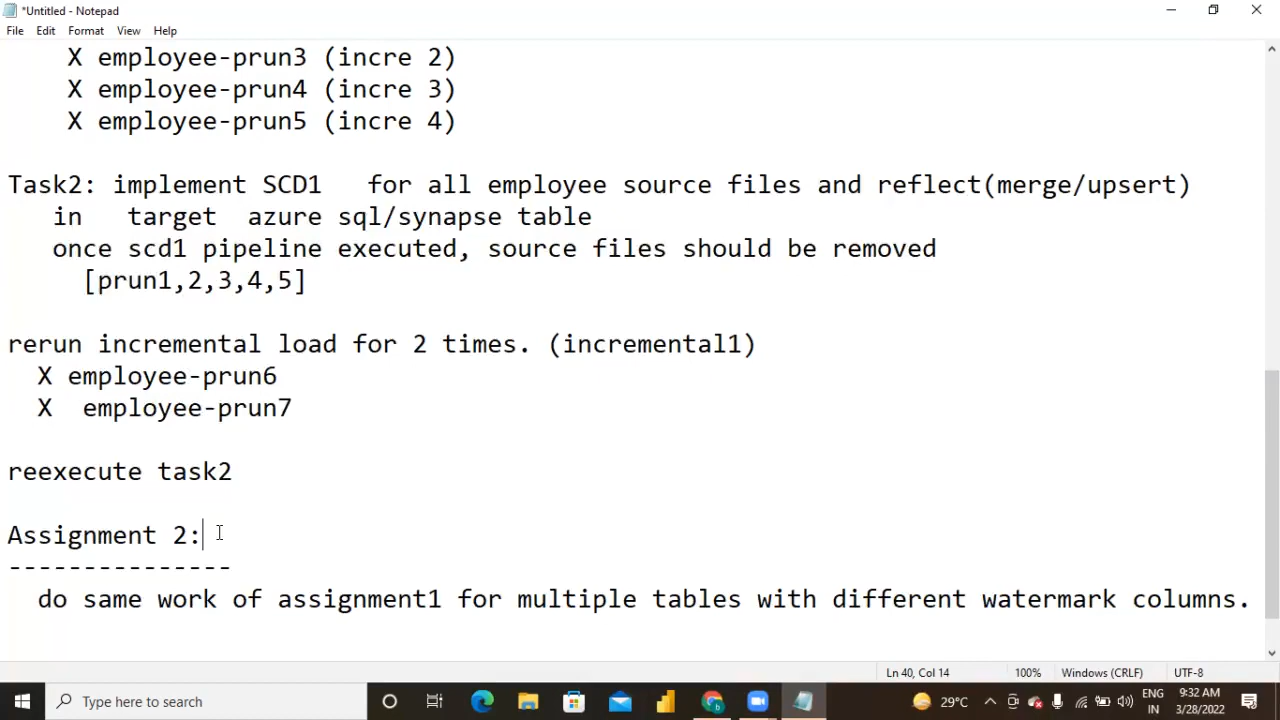 *Untitled - Notepad
File Edit Format View Help
X employee-prun3 (incre 2)
X employee-prun4 (incre 3)
X employee-prun5 (incre 4)
Task2: implement SCD1 for all employee source files and reflect(merge/upsert)
in target azure sql/synapse table
once scd1 pipeline executed, source files should be removed
[prun1,2,3,4,5]
rerun incremental load for 2 times. (incremental1)
X employee-prun6
X employee-prun7
reexecute task2
Assignment 2:
---------------
do same work of assignment1 for multiple tables with different watermark columns.
Ln 40, Col 14 100% Windows (CRLF) UTF-8
Type here to search
29°C
ENG
IN
9:32 AM
3/28/2022